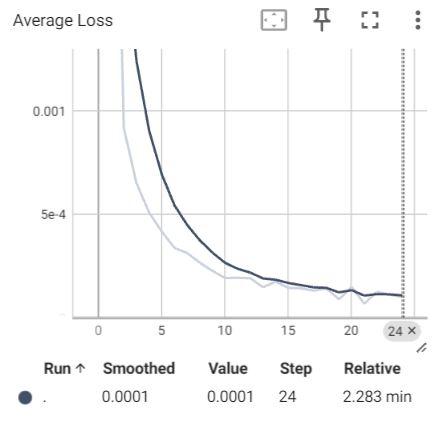 Average Loss
0.001
5e-4
0 5 10 15 20 24 ×
Run ↑ Smoothed Value Step Relative
. 0.0001 0.0001 24 2.283 min